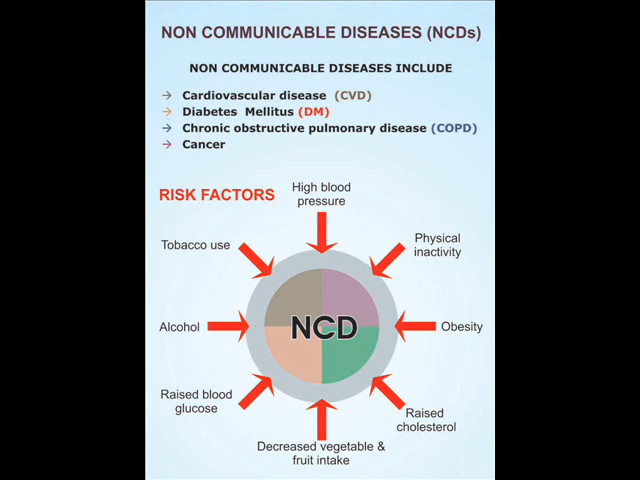 NON COMMUNICABLE DISEASES (NCDs)
NON COMMUNICABLE DISEASES INCLUDE
Cardiovascular disease (CVD)
Diabetes Mellitus (DM)
Chronic obstructive pulmonary disease (COPD)
Cancer
RISK FACTORS
High blood
pressure
Physical
inactivity
Tobacco use
Alcohol
NCD
Obesity
Raised blood
glucose
Raised
cholesterol
Decreased vegetable &
fruit intake